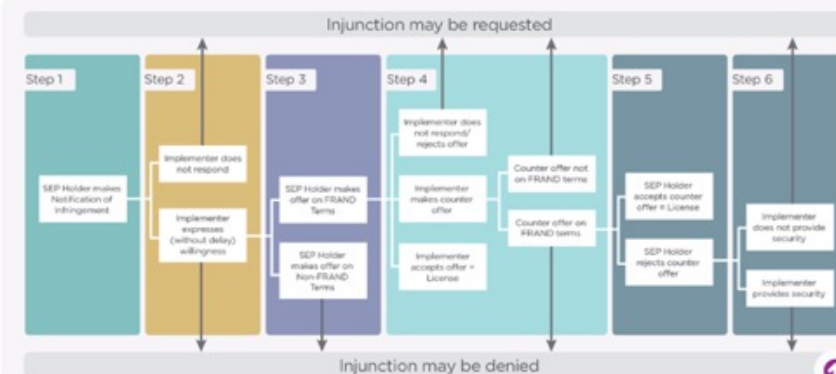 Injunction may be requested
Step 1
Step 2
Step 3
Step 4
Step 5
Step 6
SEP Holder makes
Notification of
Infringement
Implementer does
not respond
Implementer
expresses
(without delay)
willingness
SEP Holder makes
offer on FRAND
Terms
SEP Holder
makes offer on
Non-FRAND
Terms
Implementer does
not respond/
rejects offer
Implementer
makes counter
offer
Implementer
accepts offer =
License
Counter offer not
on FRAND terms
Counter offer on
FRAND terms
SEP Holder
accepts counter
offer = License
SEP Holder
rejects counter
offer
Implementer
does not provide
security
Implementer
provides security
Injunction may be denied